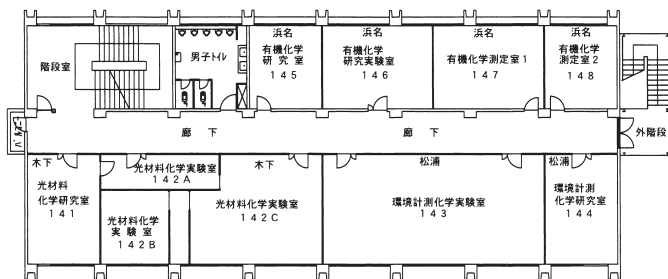 階段室
男子トイレ
浜名
有機化学
研究室
145
浜名
有機化学
研究実験室
146
有機化学測定室1
147
浜名
有機化学
測定室2
148
バルコニー
廊下
廊下
外階段
木下
光材料
化学研究室
141
光材料化学実験室
142A
光材料化学
実験室
142B
木下
光材料化学実験室
142C
松浦
環境計測化学実験室
143
松浦
環境計測
化学研究室
144